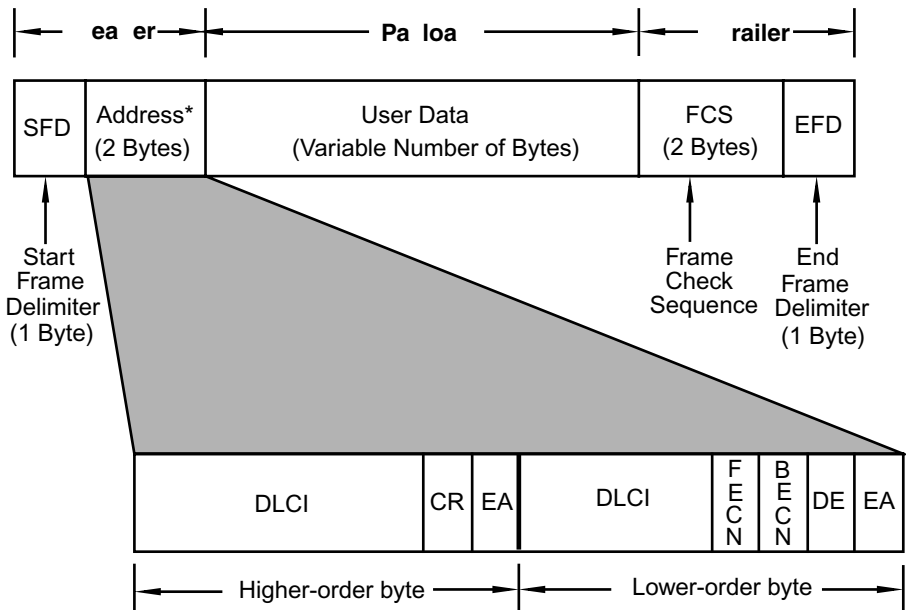 ea er
Pa loa
railer
SFD
Address*
(2 Bytes)
User Data
(Variable Number of Bytes)
FCS
(2 Bytes)
EFD
Start
Frame
Delimiter
(1 Byte)
Frame
Check
Sequence
End
Frame
Delimiter
(1 Byte)
DLCI
CR
EA
DLCI
FECN
BECN
DE
EA
Higher-order byte
Lower-order byte